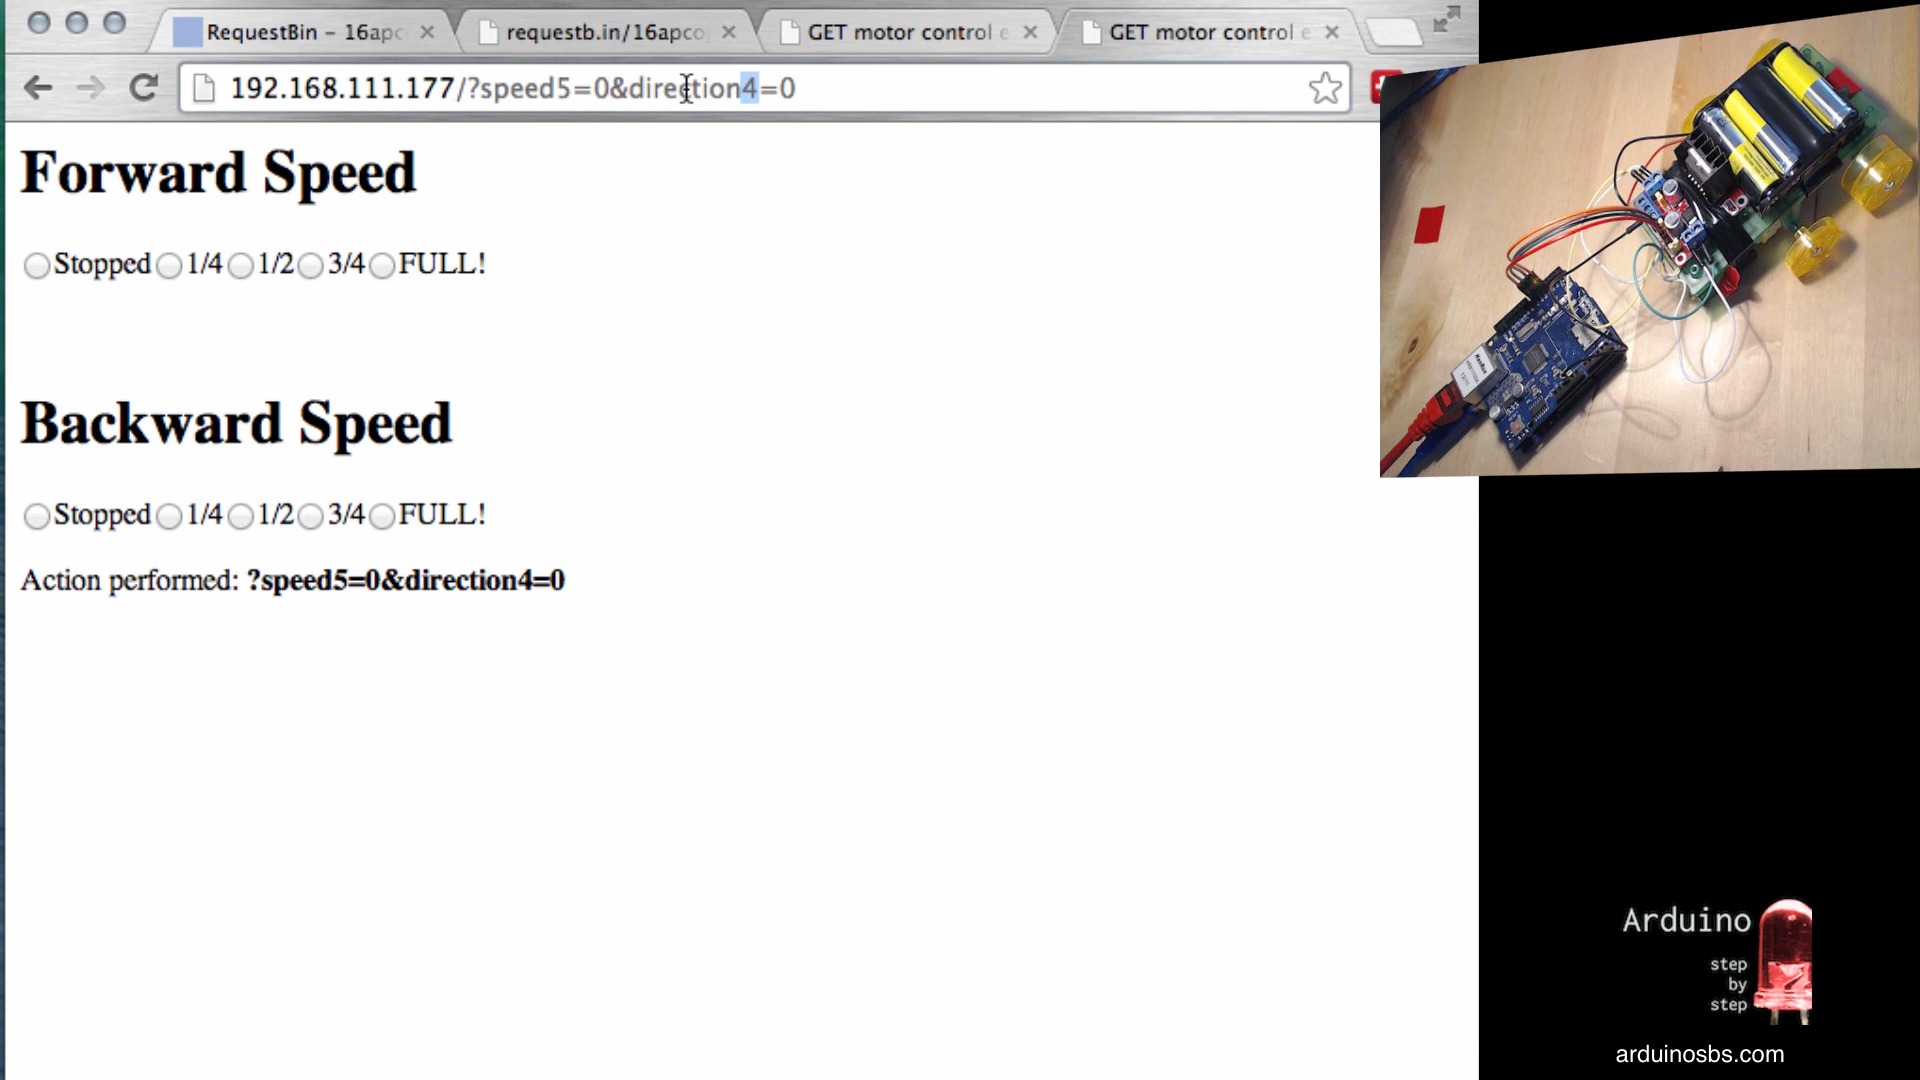 RequestBin – 16apc
requestb.in/16apco
GET motor control e
GET motor control e
192.168.111.177/?speed5=0&direction4=0
Forward Speed
Stopped 1/4 1/2 3/4 FULL!
Backward Speed
Stopped 1/4 1/2 3/4 FULL!
Action performed: ?speed5=0&direction4=0
Arduino
step
by
step
arduinosbs.com